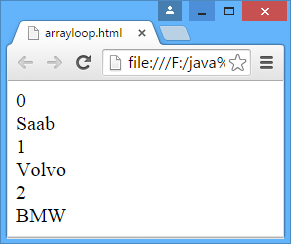 arrayloop.html
file:///F:/java%
0
Saab
1
Volvo
2
BMW